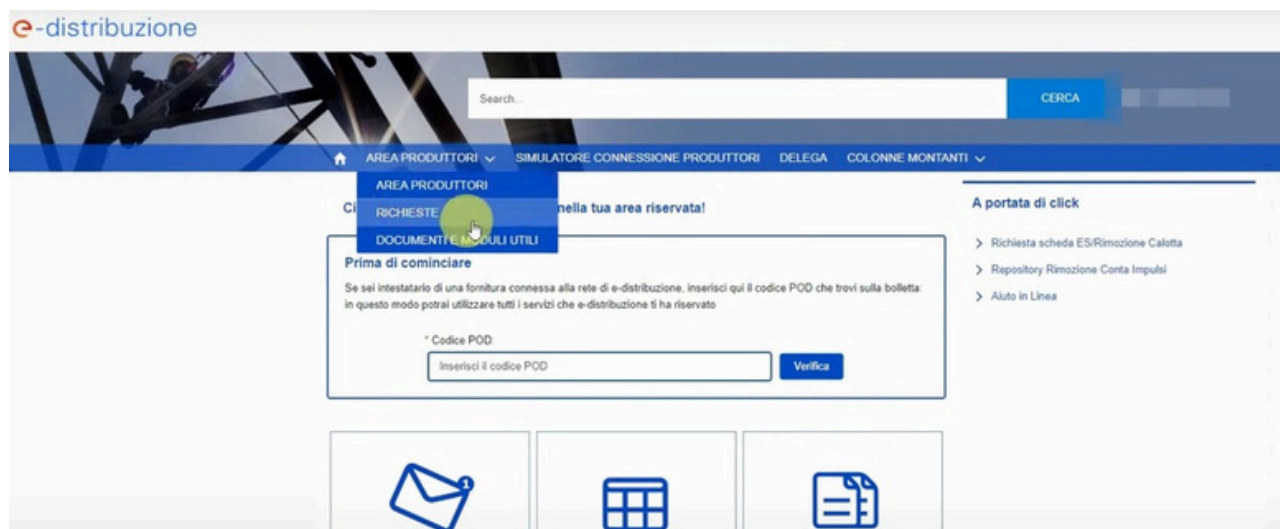 e-distribuzione
Search...
CERCA
AREA PRODUTTORI
SIMULATORE CONNESSIONE PRODUTTORI
DELEGA
COLONNE MONTANTI
AREA PRODUTTORI
RICHIESTE
DOCUMENTI E MODULI UTILI
nella tua area riservata!
Prima di cominciare
Se sei intestatario di una fornitura connessa alla rete di e-distribuzione, inserisci qui il codice POD che trovi sulla bolletta:
in questo modo potrai utilizzare tutti i servizi che e-distribuzione ti ha riservato
* Codice POD:
Inserisci il codice POD
Verifica
1
A portata di click
Richiesta scheda ES/Rimozione Calotta
Repository Rimozione Conta Impulsi
Aiuto in Linea